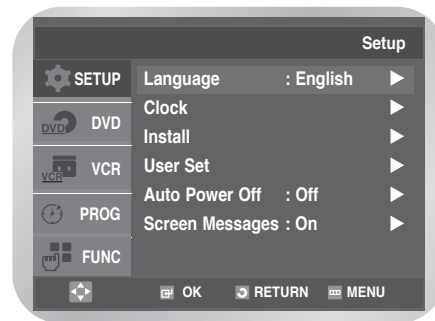 Setup
SETUP
DVD DVD
VCR VCR
PROG
FUNC
Language : English
Clock
Install
User Set
Auto Power Off : Off
Screen Messages : On
OK RETURN MENU